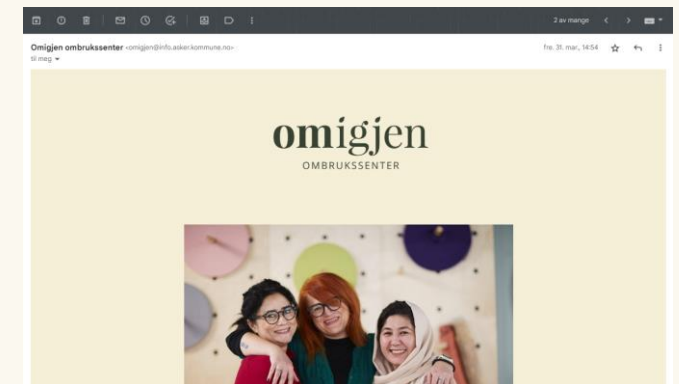 2 av mange
Omigjen ombrukssenter <omigjen@info.asker.kommune.no>
fre. 31. mar., 14:54
til meg
omigjen
OMBRUKSSENTER